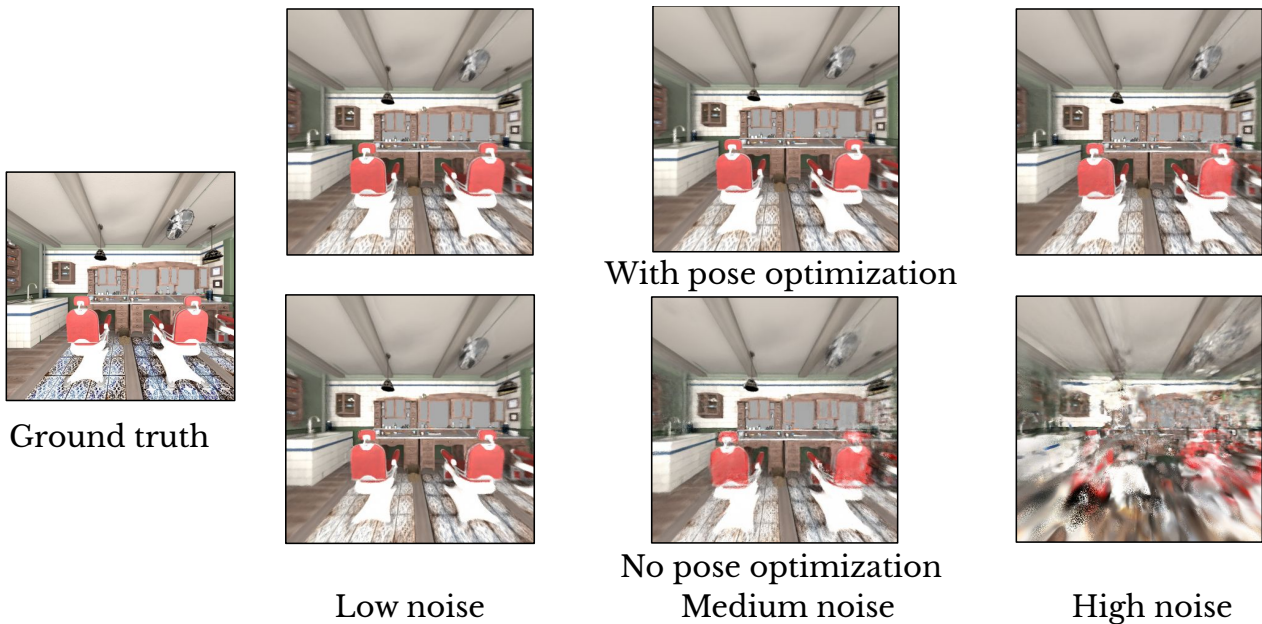 With pose optimization
Ground truth
No pose optimization
Low noise
Medium noise
High noise